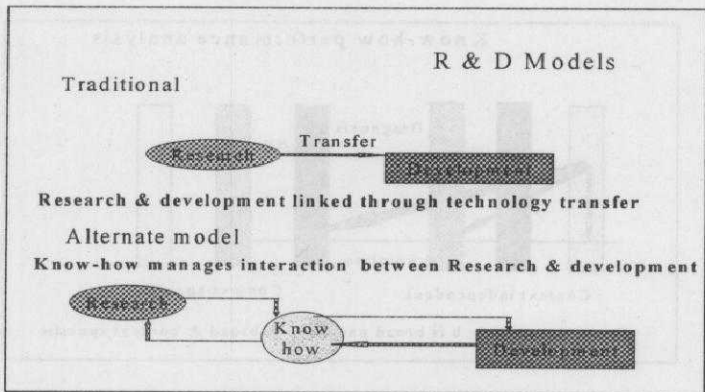 R & D Models
Traditional
Transfer
Research
Development
Research & development linked through technology transfer
Alternate model
Know-how manages interaction between Research & development
Research
Know
how
Development